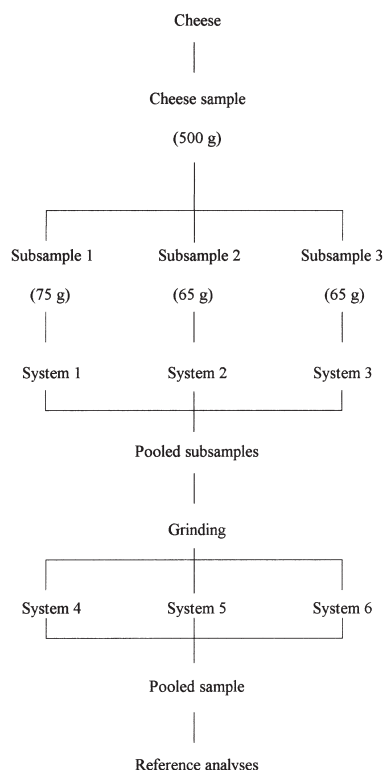 Cheese
Cheese sample
(500 g)
Subsample 1 Subsample 2 Subsample 3
(75 g) (65 g) (65 g)
System 1 System 2 System 3
Pooled subsamples
Grinding
System 4 System 5 System 6
Pooled sample
Reference analyses